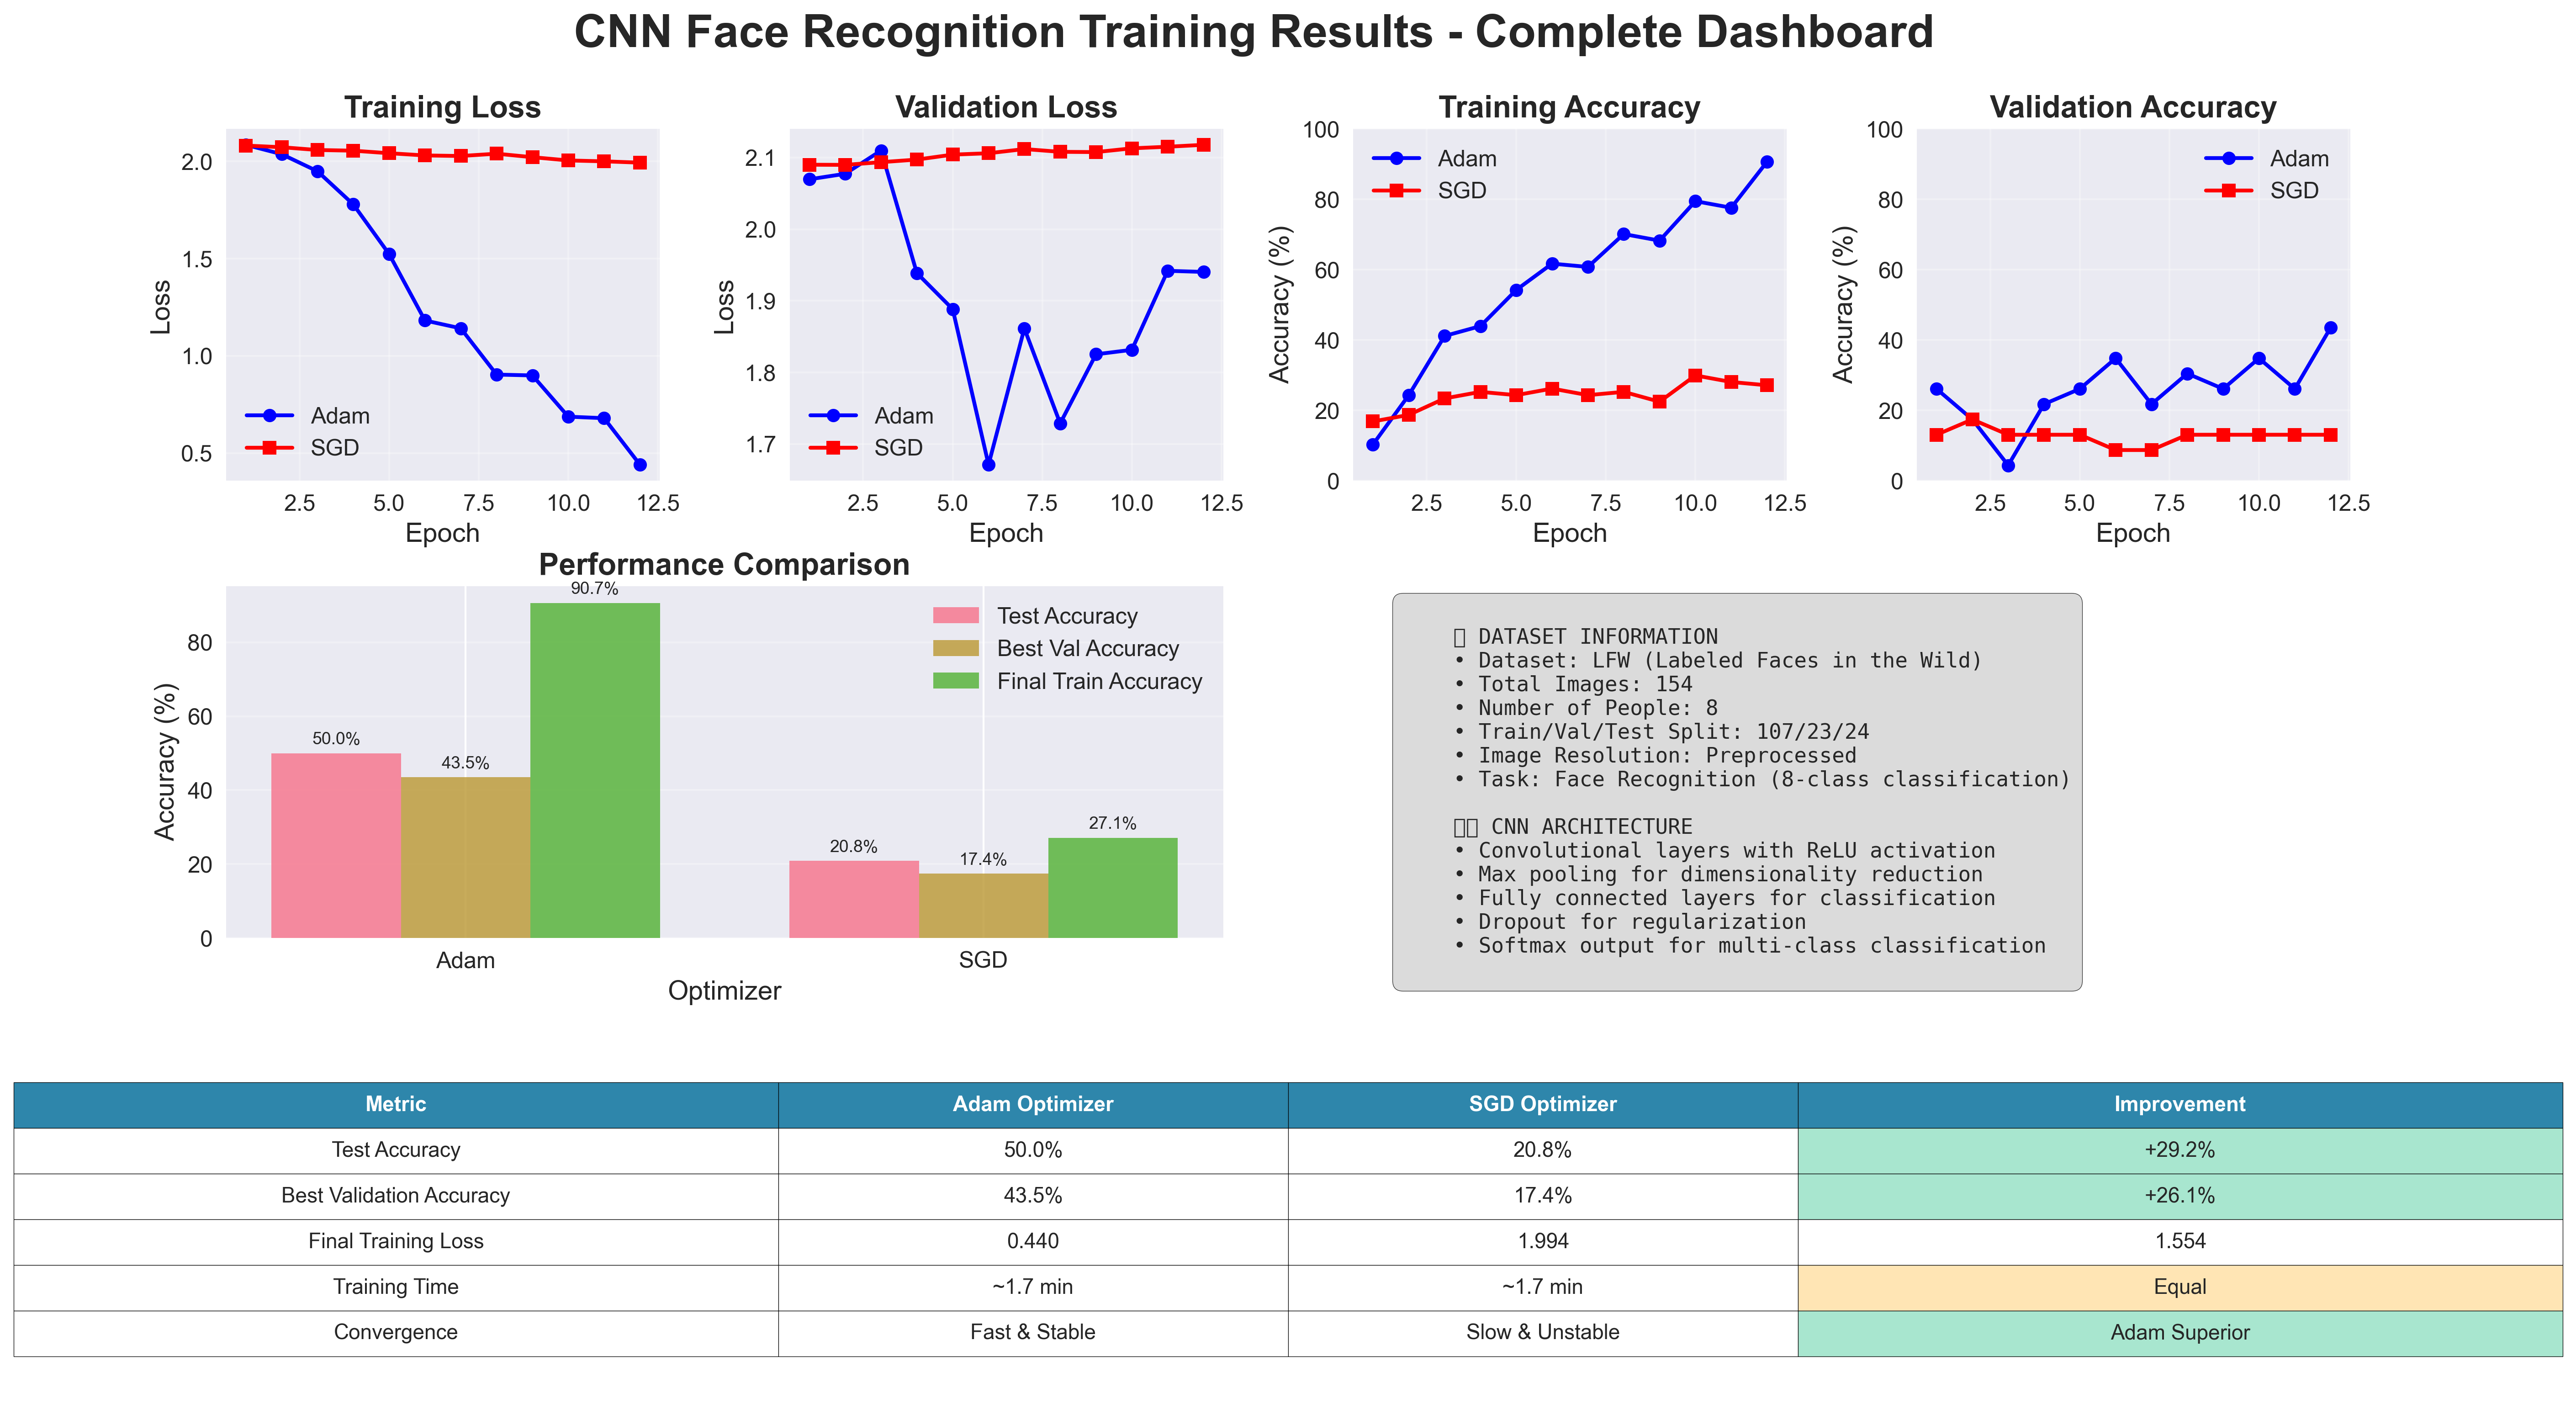 CNN Face Recognition Training Results - Complete Dashboard
Training Loss
Loss
2.0
1.5
1.0
0.5
Adam
SGD
2.5 5.0 7.5 10.0 12.5
Epoch
Validation Loss
Loss
2.1
2.0
1.9
1.8
1.7
Adam
SGD
2.5 5.0 7.5 10.0 12.5
Epoch
Training Accuracy
Accuracy (%)
100
80
60
40
20
0
Adam
SGD
2.5 5.0 7.5 10.0 12.5
Epoch
Validation Accuracy
Accuracy (%)
100
80
60
40
20
0
Adam
SGD
2.5 5.0 7.5 10.0 12.5
Epoch
Performance Comparison
Accuracy (%)
80
60
40
20
0
50.0%
43.5%
90.7%
20.8%
17.4%
27.1%
Test Accuracy
Best Val Accuracy
Final Train Accuracy
Adam SGD
Optimizer
DATASET INFORMATION
• Dataset: LFW (Labeled Faces in the Wild)
• Total Images: 154
• Number of People: 8
• Train/Val/Test Split: 107/23/24
• Image Resolution: Preprocessed
• Task: Face Recognition (8-class classification)
CNN ARCHITECTURE
• Convolutional layers with ReLU activation
• Max pooling for dimensionality reduction
• Fully connected layers for classification
• Dropout for regularization
• Softmax output for multi-class classification
Metric Adam Optimizer SGD Optimizer Improvement
Test Accuracy 50.0% 20.8% +29.2%
Best Validation Accuracy 43.5% 17.4% +26.1%
Final Training Loss 0.440 1.994 1.554
Training Time ~1.7 min ~1.7 min Equal
Convergence Fast & Stable Slow & Unstable Adam Superior